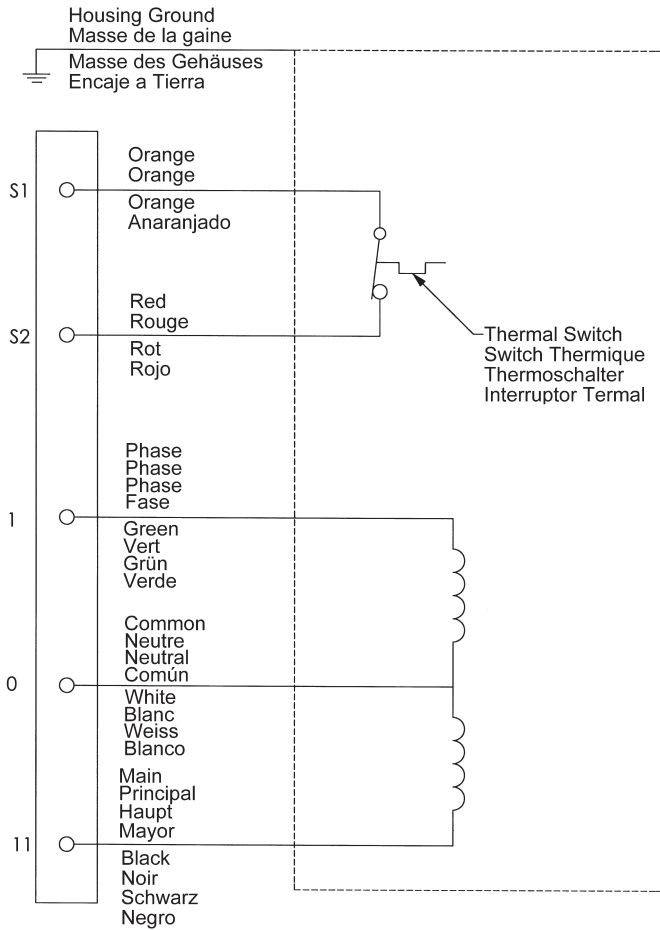 Housing Ground
Masse de la gaine
Masse des Gehäuses
Encaje a Tierra
Orange
Orange
S1
Orange
Anaranjado
Red
Rouge
S2
Rot
Rojo
Thermal Switch
Switch Thermique
Thermoschalter
Interruptor Termal
Phase
Phase
Phase
Fase
1
Green
Vert
Grün
Verde
Common
Neutre
Neutral
Común
0
White
Blanc
Weiss
Blanco
Main
Principal
Haupt
Mayor
11
Black
Noir
Schwarz
Negro